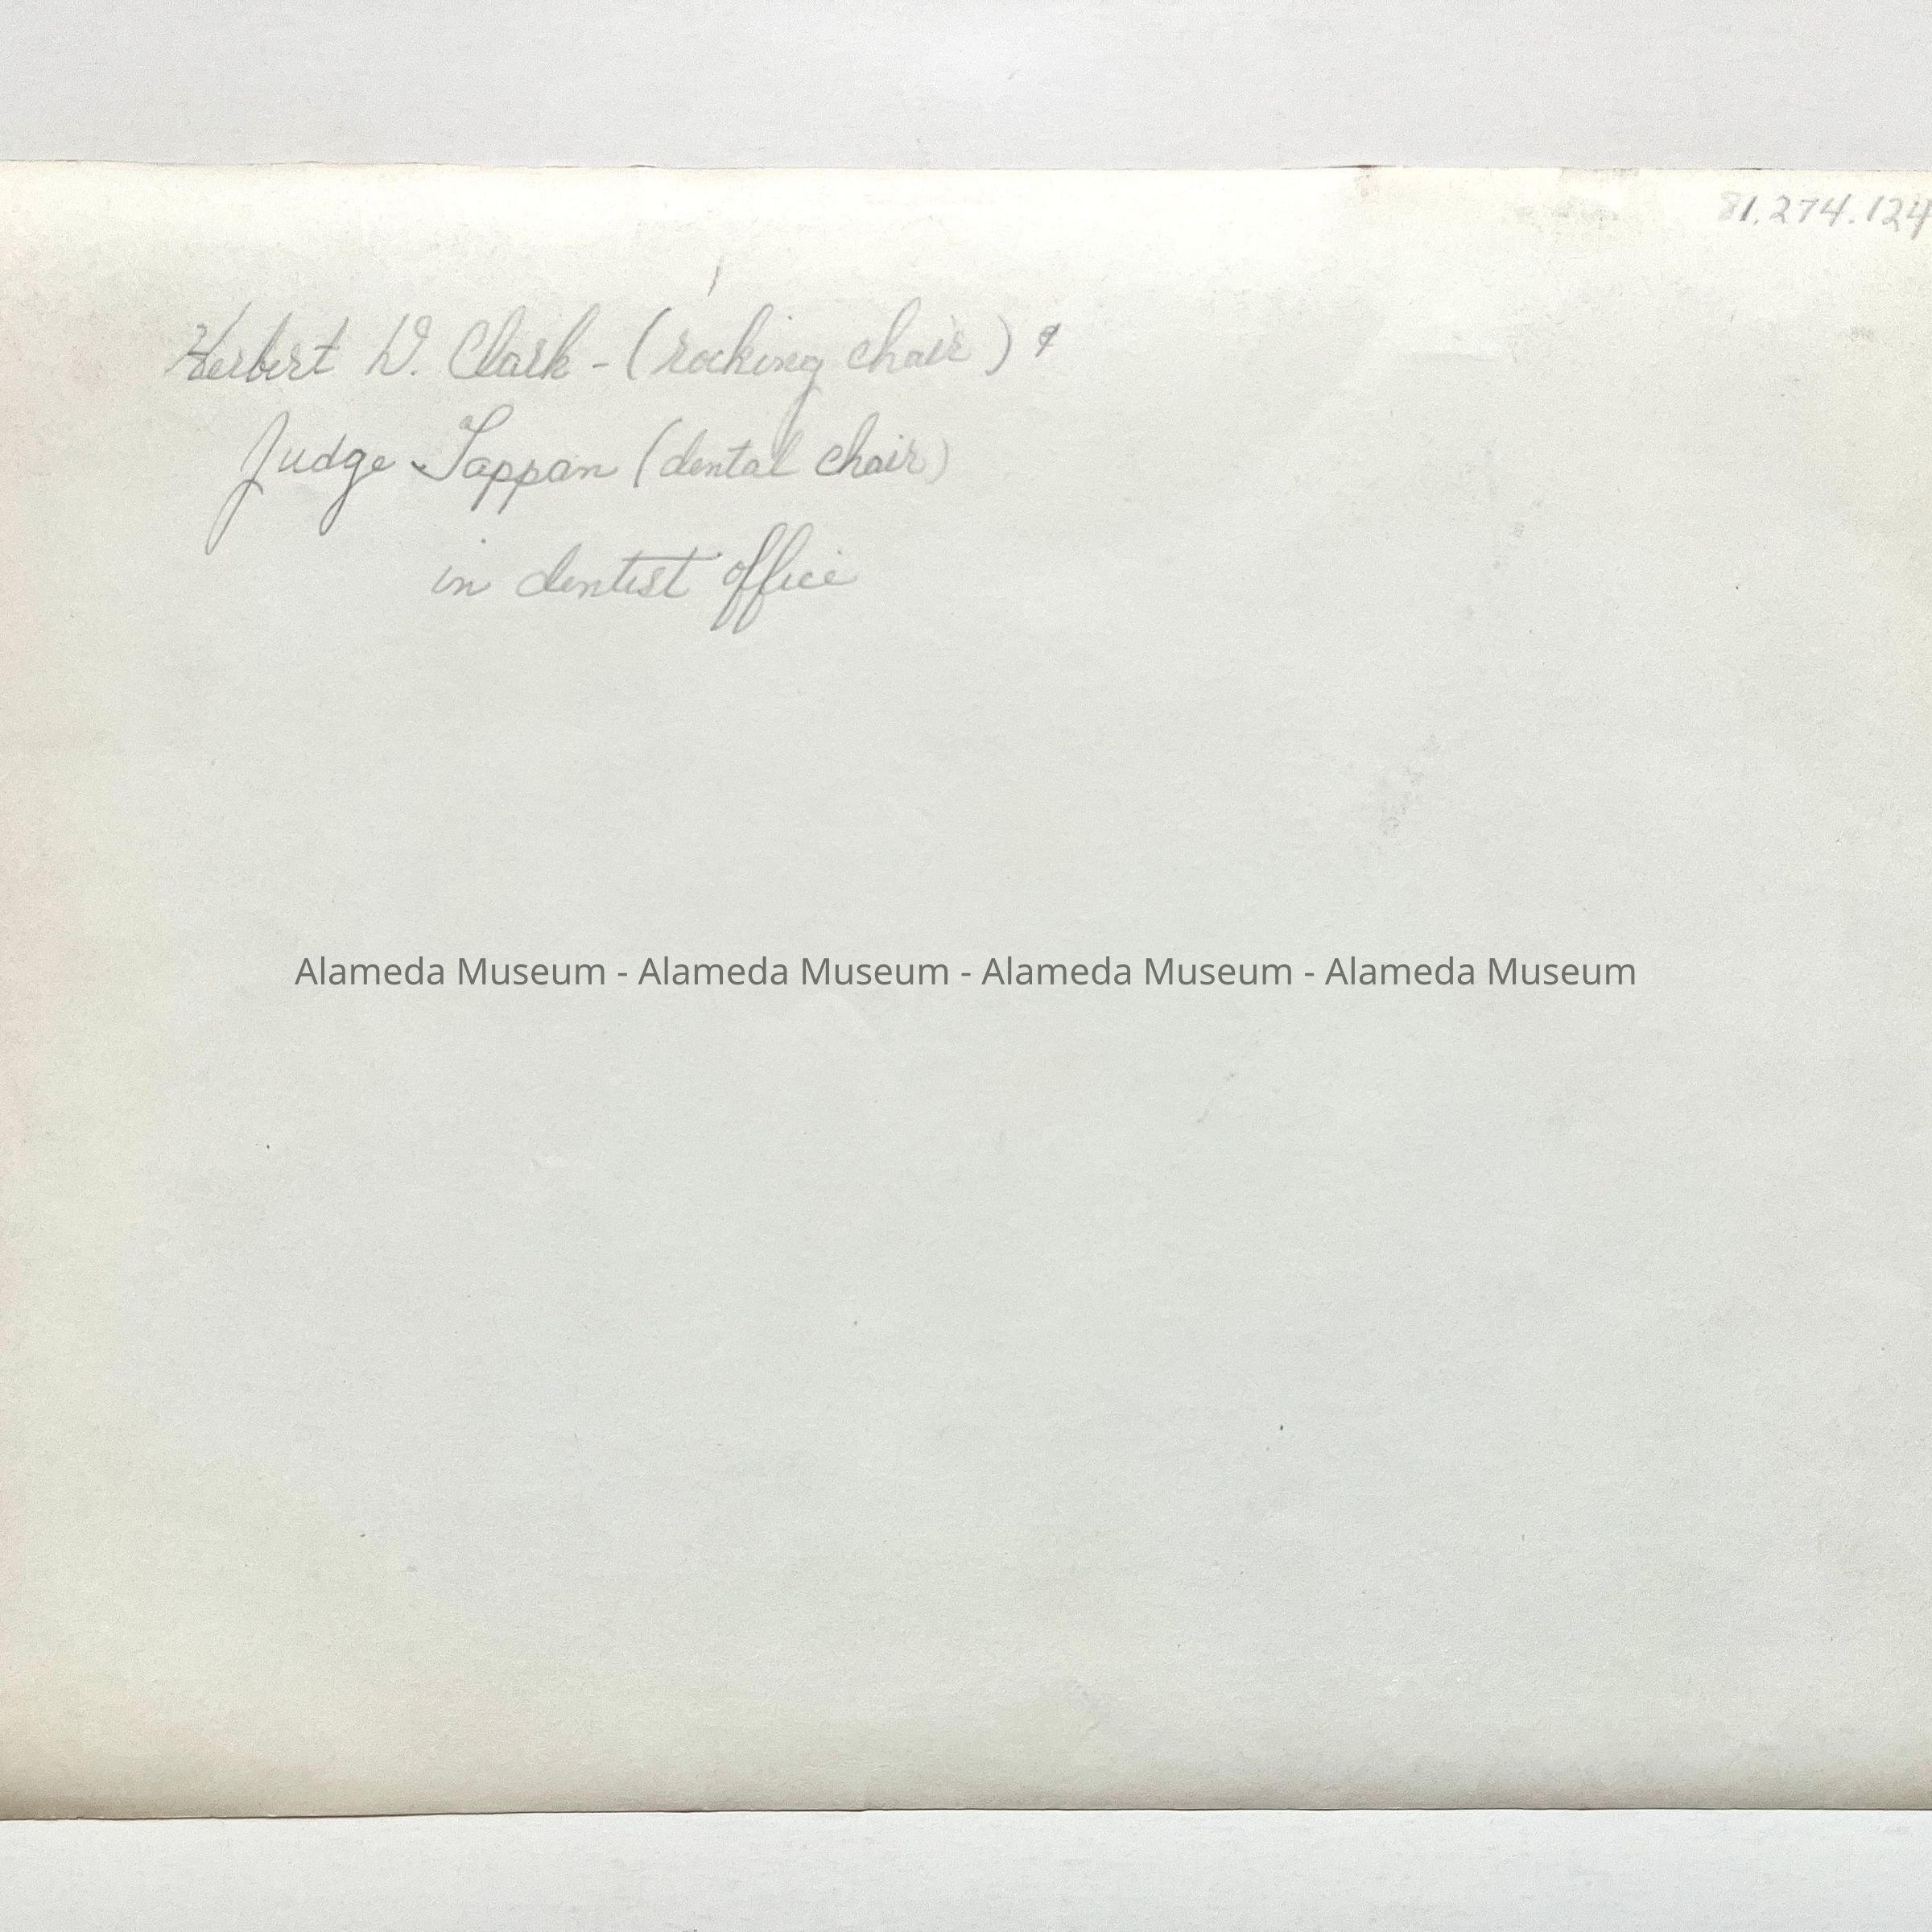 81.274.124
Herbert D. Clark - (rocking chair) &
Judge Tappan (dental chair)
in dentist office
Alameda Museum - Alameda Museum - Alameda Museum - Alameda Museum